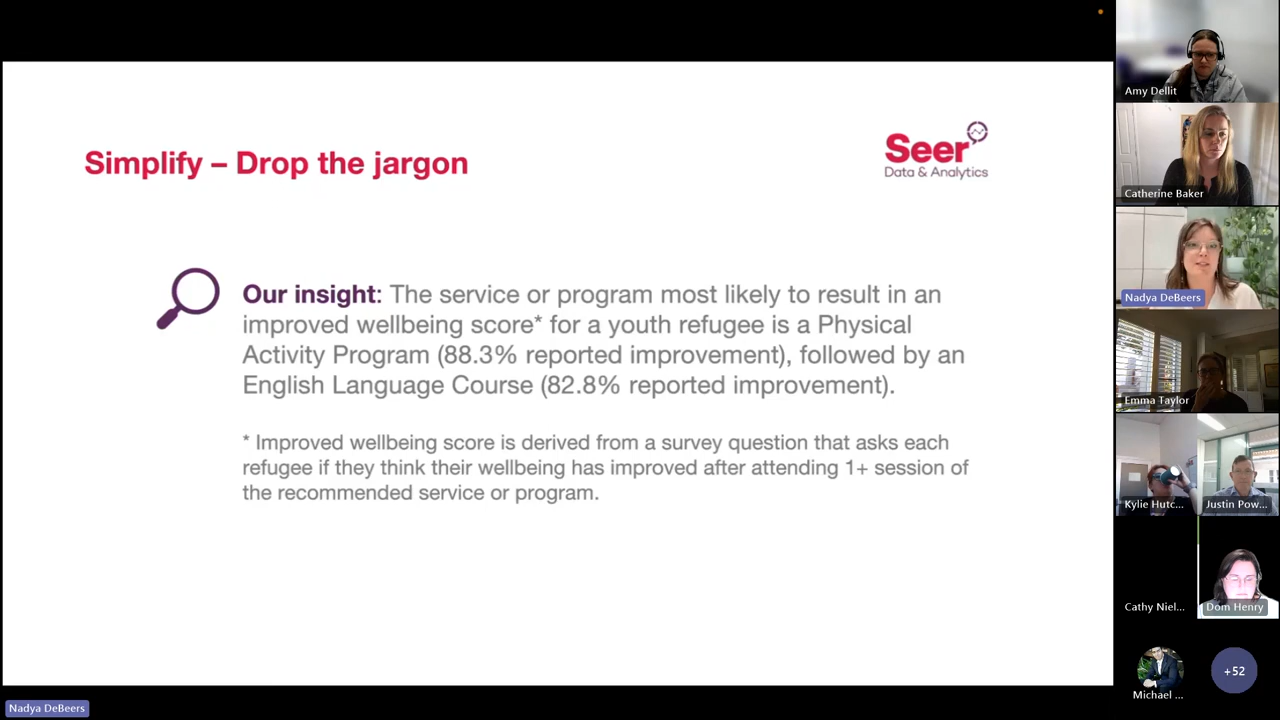 Simplify – Drop the jargon
Seer
Data & Analytics
Our insight: The service or program most likely to result in an
improved wellbeing score* for a youth refugee is a Physical
Activity Program (88.3% reported improvement), followed by an
English Language Course (82.8% reported improvement).
* Improved wellbeing score is derived from a survey question that asks each
refugee if they think their wellbeing has improved after attending 1+ session of
the recommended service or program.
Amy Dellit
Catherine Baker
Nadya DeBeers
Emma Taylor
Kylie Hutc...
Justin Pow...
Cathy Niel...
Dom Henry
Michael ...
+52
Nadya DeBeers